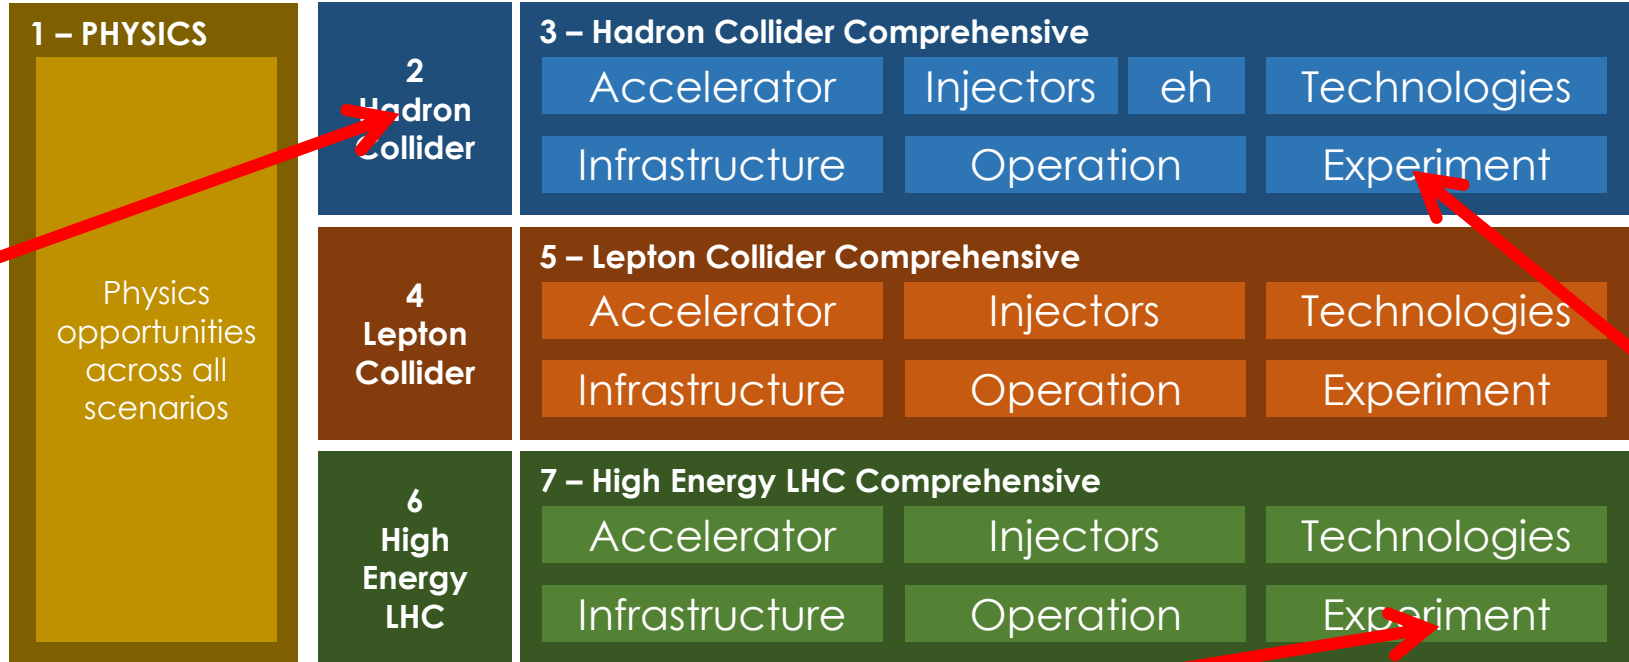 1 – PHYSICS
Physics
opportunities
across all
scenarios
2
Hadron
Collider
3 – Hadron Collider Comprehensive
Accelerator
Injectors
eh
Technologies
Infrastructure
Operation
Experiment
4
Lepton
Collider
5 – Lepton Collider Comprehensive
Accelerator
Injectors
Technologies
Infrastructure
Operation
Experiment
6
High
Energy
LHC
7 – High Energy LHC Comprehensive
Accelerator
Injectors
Technologies
Infrastructure
Operation
Experiment